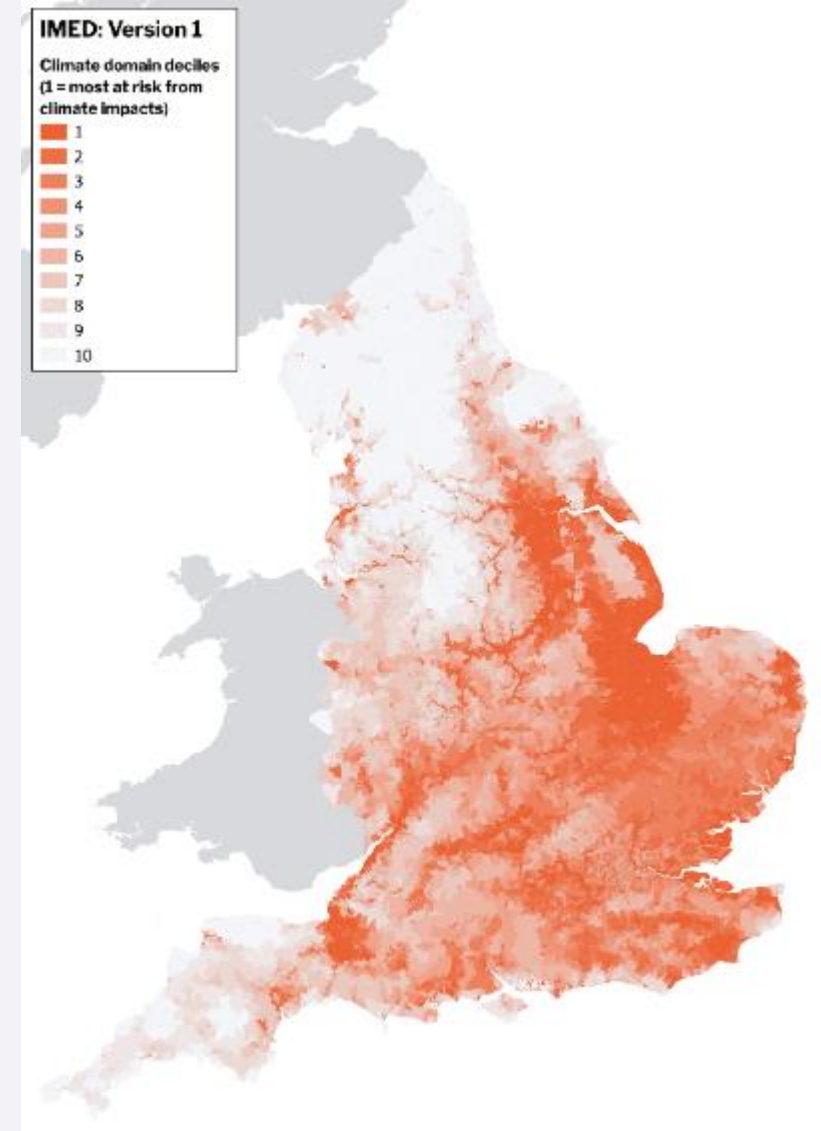 IMED: Version 1
Climate domain deciles
(1 = most at risk from
climate impacts)
1
2
3
4
5
6
7
8
9
10